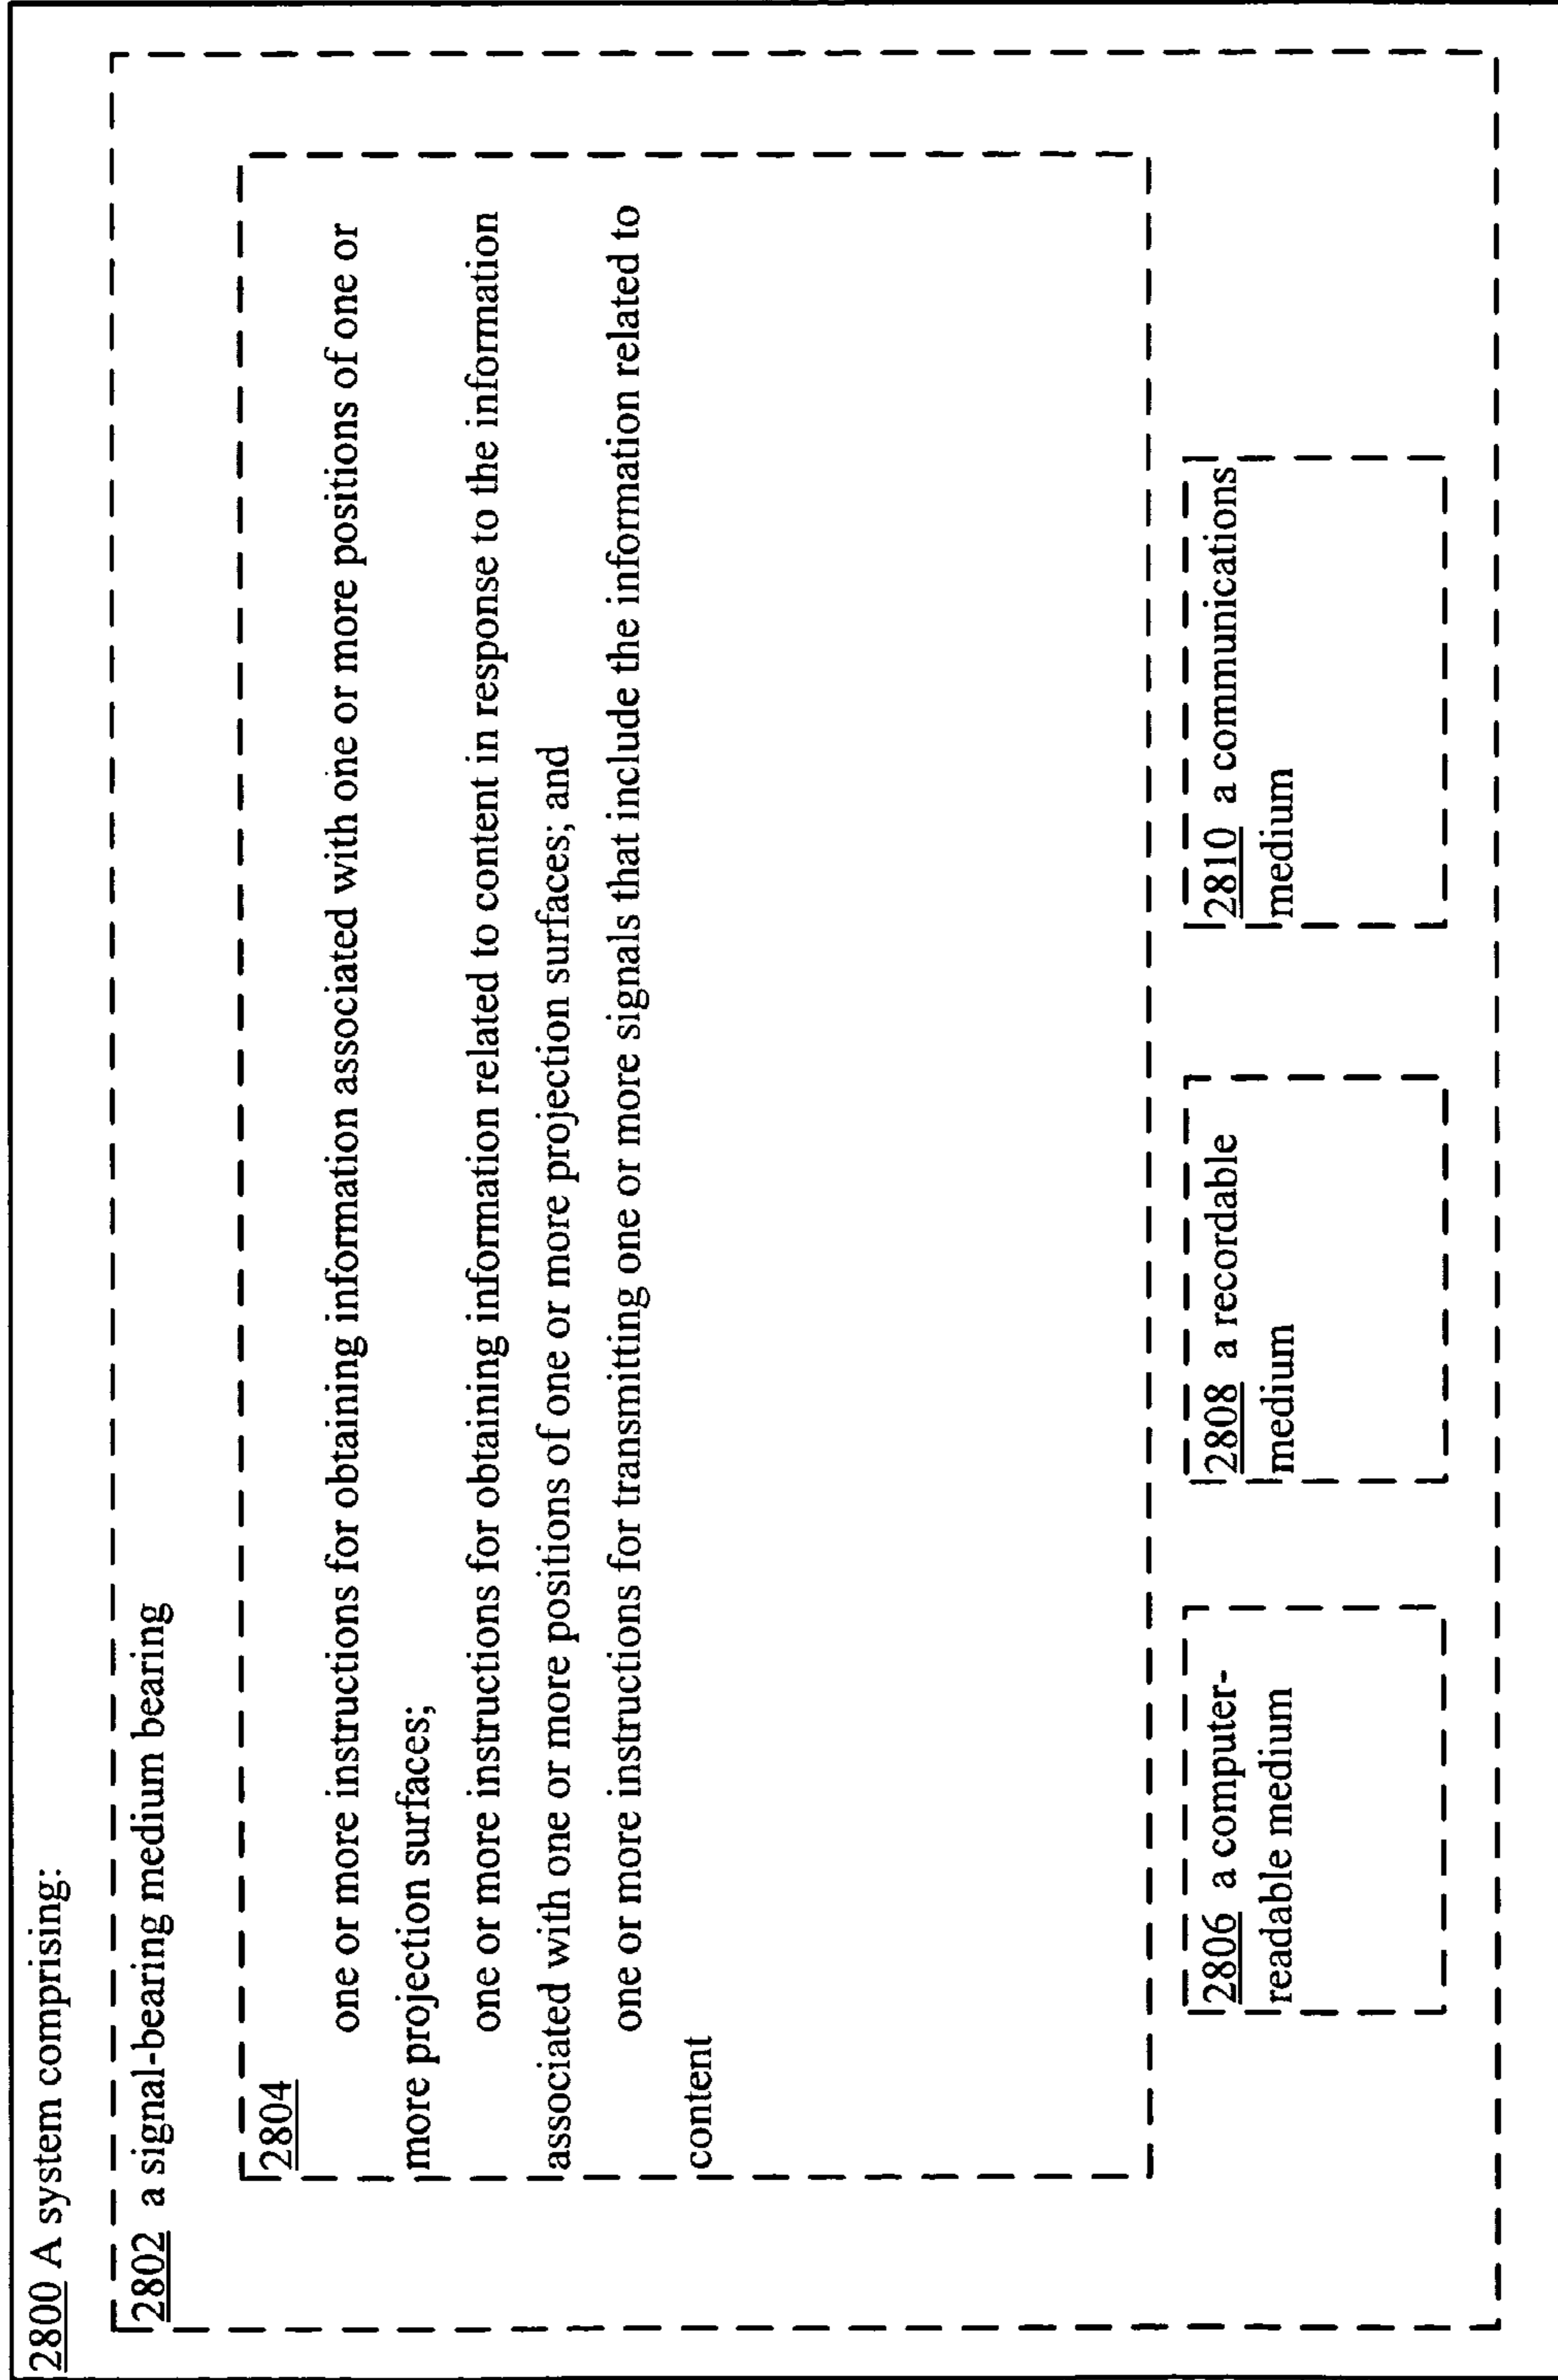 2800 A system comprising:
2802 a signal-bearing medium bearing
2804
one or more instructions for obtaining information associated with one or more positions of one or
more projection surfaces;
one or more instructions for obtaining information related to content in response to the information
associated with one or more positions of one or more projection surfaces; and
one or more instructions for transmitting one or more signals that include the information related to
content
2806 a computer-
readable medium
2808 a recordable
medium
2810 a communications
medium